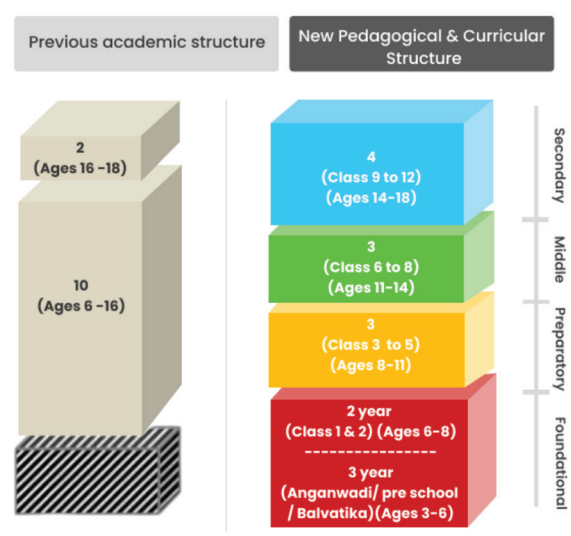 Previous academic structure
New Pedagogical & Curricular
Structure
2
(Ages 16 -18)
10
(Ages 6 -16)
4
(Class 9 to 12)
(Ages 14-18)
3
(Class 6 to 8)
(Ages 11-14)
3
(Class 3 to 5)
(Ages 8-11)
2 year
(Class 1 & 2) (Ages 6-8)
----------------
3 year
(Anganwadi/ pre school
/ Balvatika)(Ages 3-6)
Secondary
Middle
Preparatory
Foundational